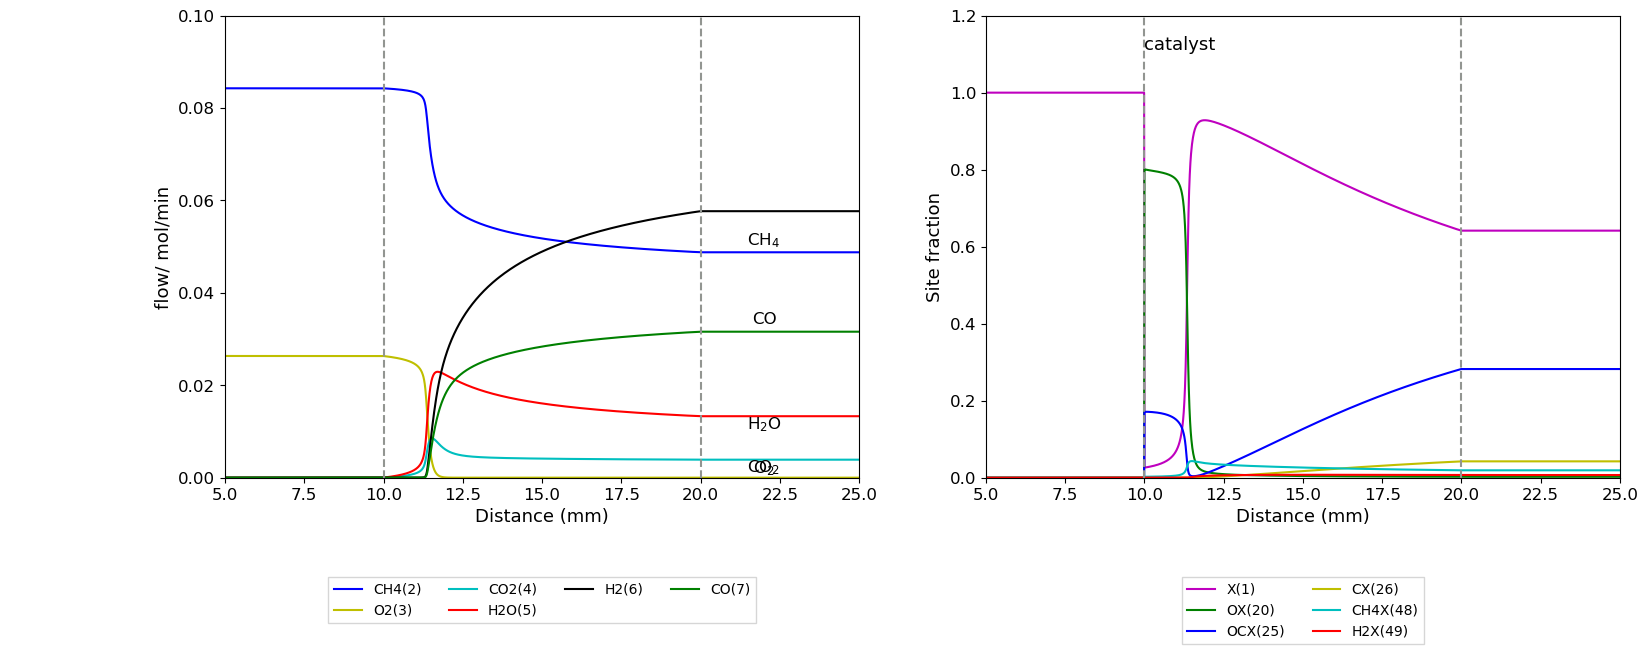 0.10
0.08
0.06
0.04
0.02
0.00
flow/ mol/min
CH4
CO
H2O
CO2
O2
5.0 7.5 10.0 12.5 15.0 17.5 20.0 22.5 25.0
Distance (mm)
CH4(2) CO2(4) H2(6) CO(7)
O2(3) H2O(5)
1.2
1.0
0.8
0.6
0.4
0.2
0.0
Site fraction
catalyst
5.0 7.5 10.0 12.5 15.0 17.5 20.0 22.5 25.0
Distance (mm)
X(1) CX(26)
OX(20) CH4X(48)
OCX(25) H2X(49)